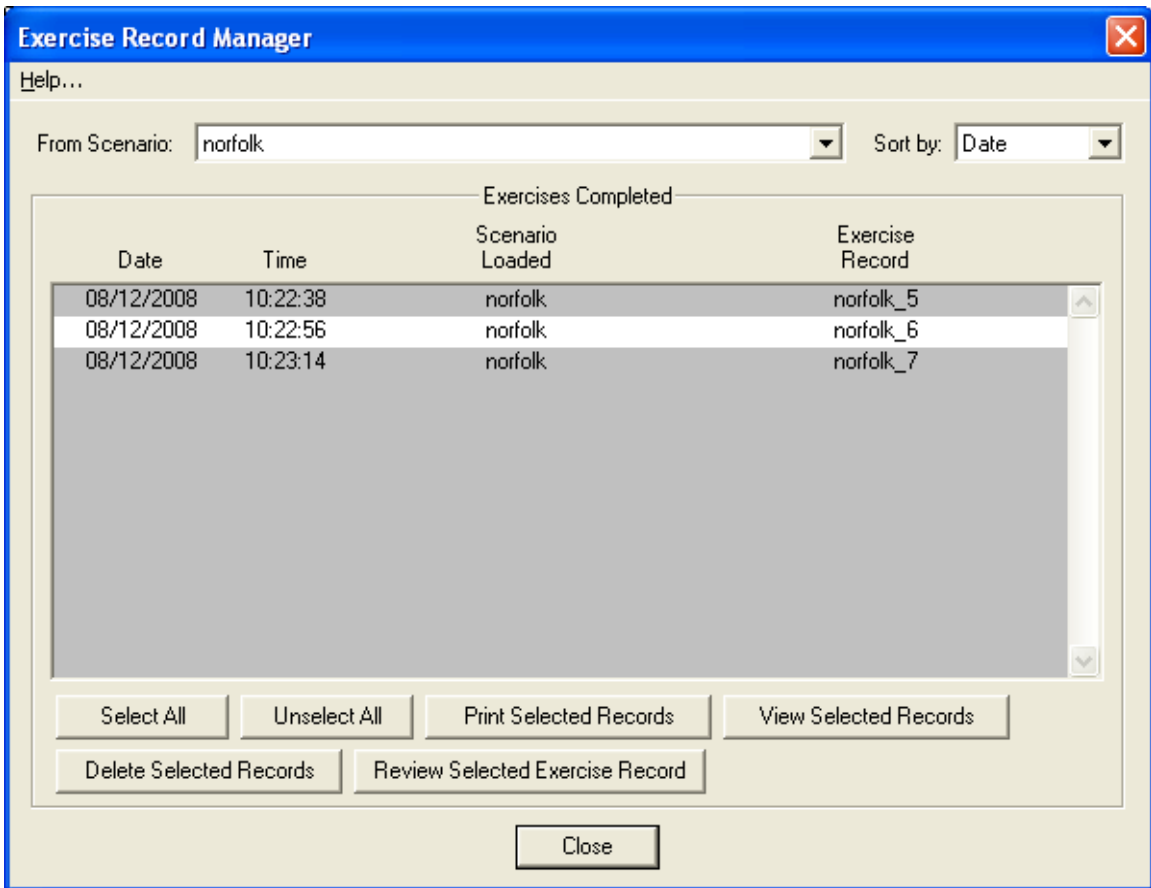 Exercise Record Manager
Help...
From Scenario: norfolk Sort by: Date
Exercises Completed
Scenario Exercise
Date Time Loaded Record
08/12/2008 10:22:38 norfolk norfolk_5
08/12/2008 10:22:56 norfolk norfolk_6
08/12/2008 10:23:14 norfolk norfolk_7
Select All Unselect All Print Selected Records View Selected Records
Delete Selected Records Review Selected Exercise Record
Close